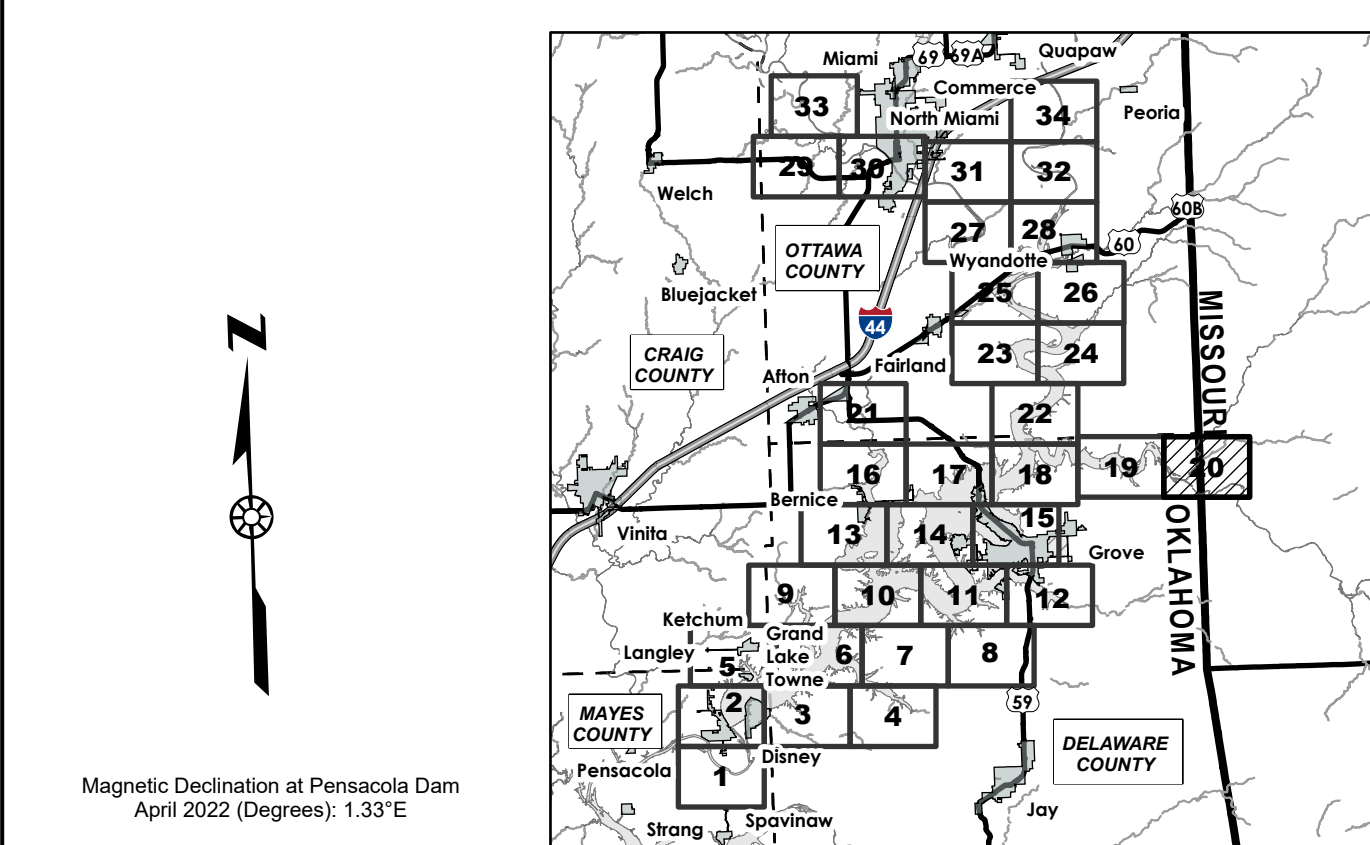 Miami
69
69A
Quapaw
Commerce
33
34
Peoria
North Miami
29
30
31
32
Welch
60B
27
28
60
OTTAWA
COUNTY
Wyandotte
Bluejacket
25
26
MISSOURI
N
44
CRAIG
COUNTY
23
24
Fairland
Afton
21
22
16
17
18
19
20
Bernice
15
Vinita
13
14
Grove
OKLAHOMA
9
10
11
12
Ketchum
Grand
Lake
Towne
Langley
5
6
7
8
2
3
4
59
MAYES
COUNTY
DELAWARE
COUNTY
Disney
Pensacola
1
Magnetic Declination at Pensacola Dam
April 2022 (Degrees): 1.33°E
Jay
Strang
Spavinaw